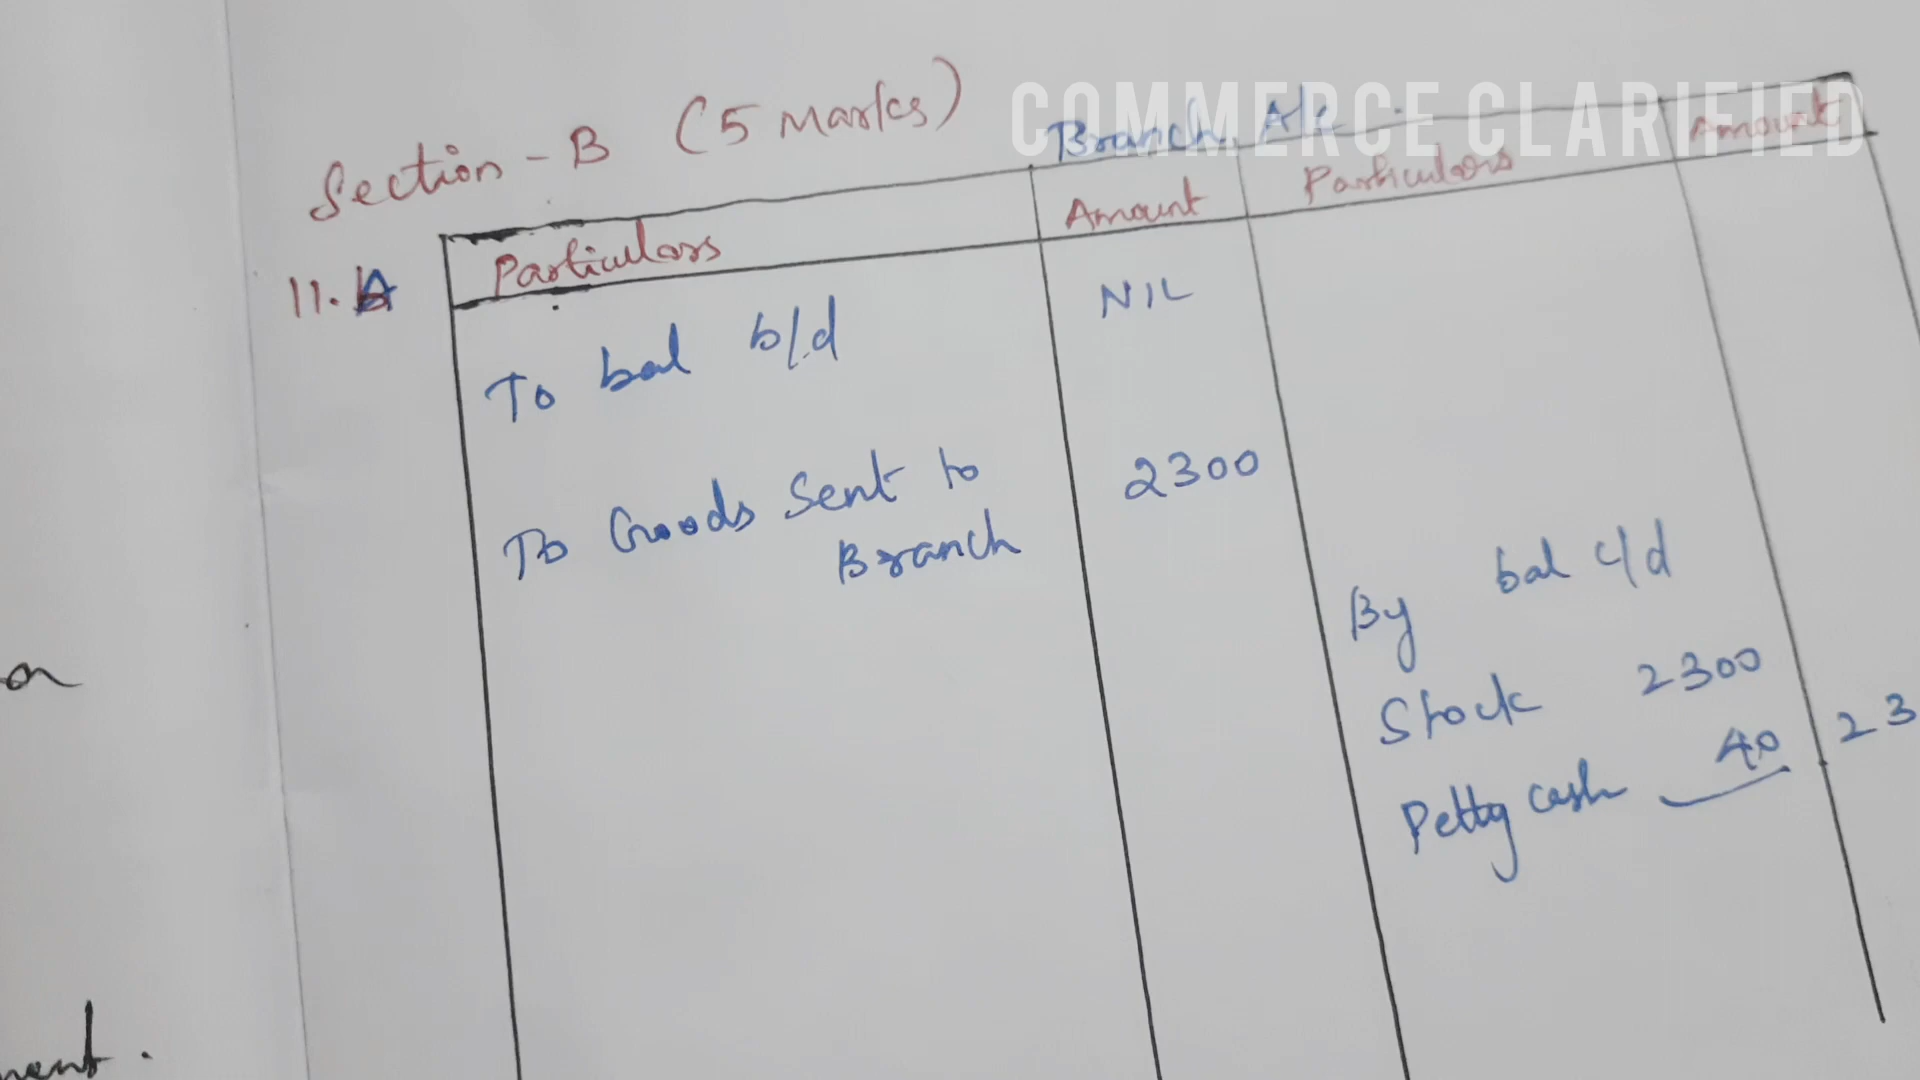 COMMERCE CLARIFIED
Section - B (5 Marks)
Branch A/c
11. A
Particulars Amount Particulars Amount
To bal b/d NIL
To Goods Sent to 2300
Branch
By bal c/d
Stock 2300
Petty cash 40 23